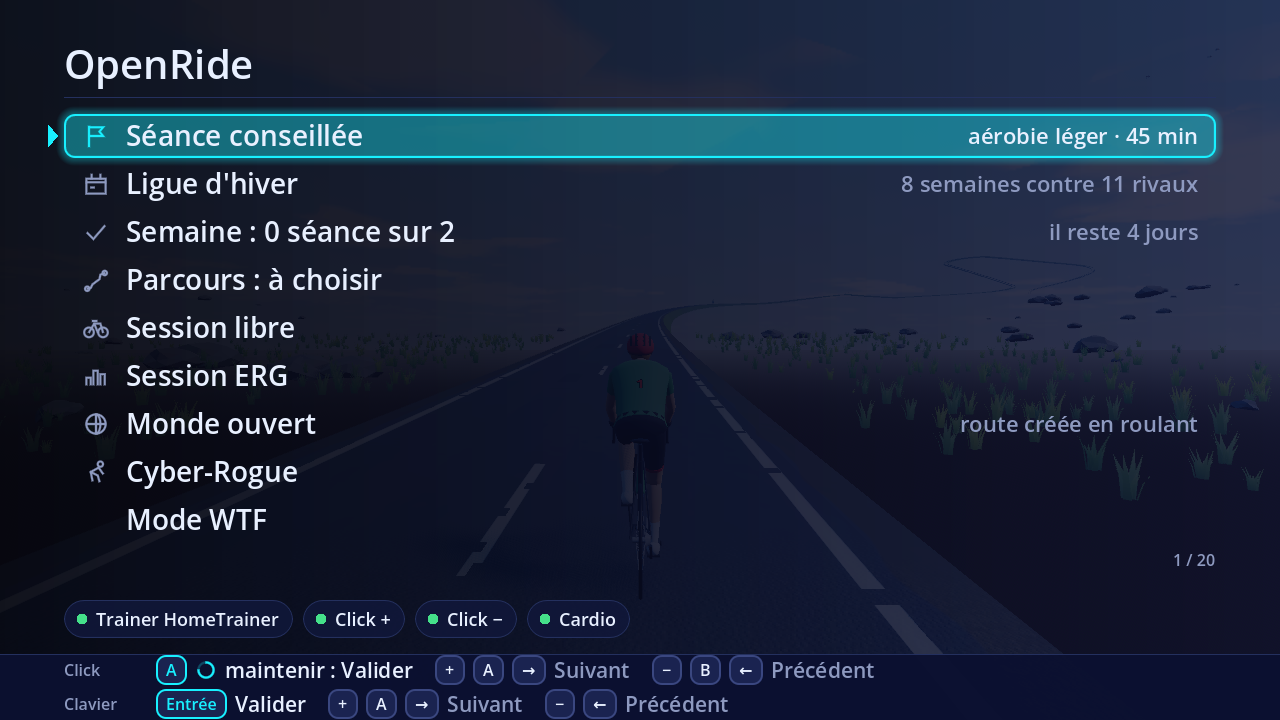 OpenRide
Séance conseillée aérobie léger · 45 min
Ligue d'hiver 8 semaines contre 11 rivaux
Semaine : 0 séance sur 2 il reste 4 jours
Parcours : à choisir
Session libre
Session ERG
Monde ouvert route créée en roulant
Cyber-Rogue
Mode WTF
1 / 20
Trainer HomeTrainer Click + Click − Cardio
Click A maintenir : Valider + A → Suivant − B ← Précédent
Clavier Entrée Valider + A → Suivant − ← Précédent